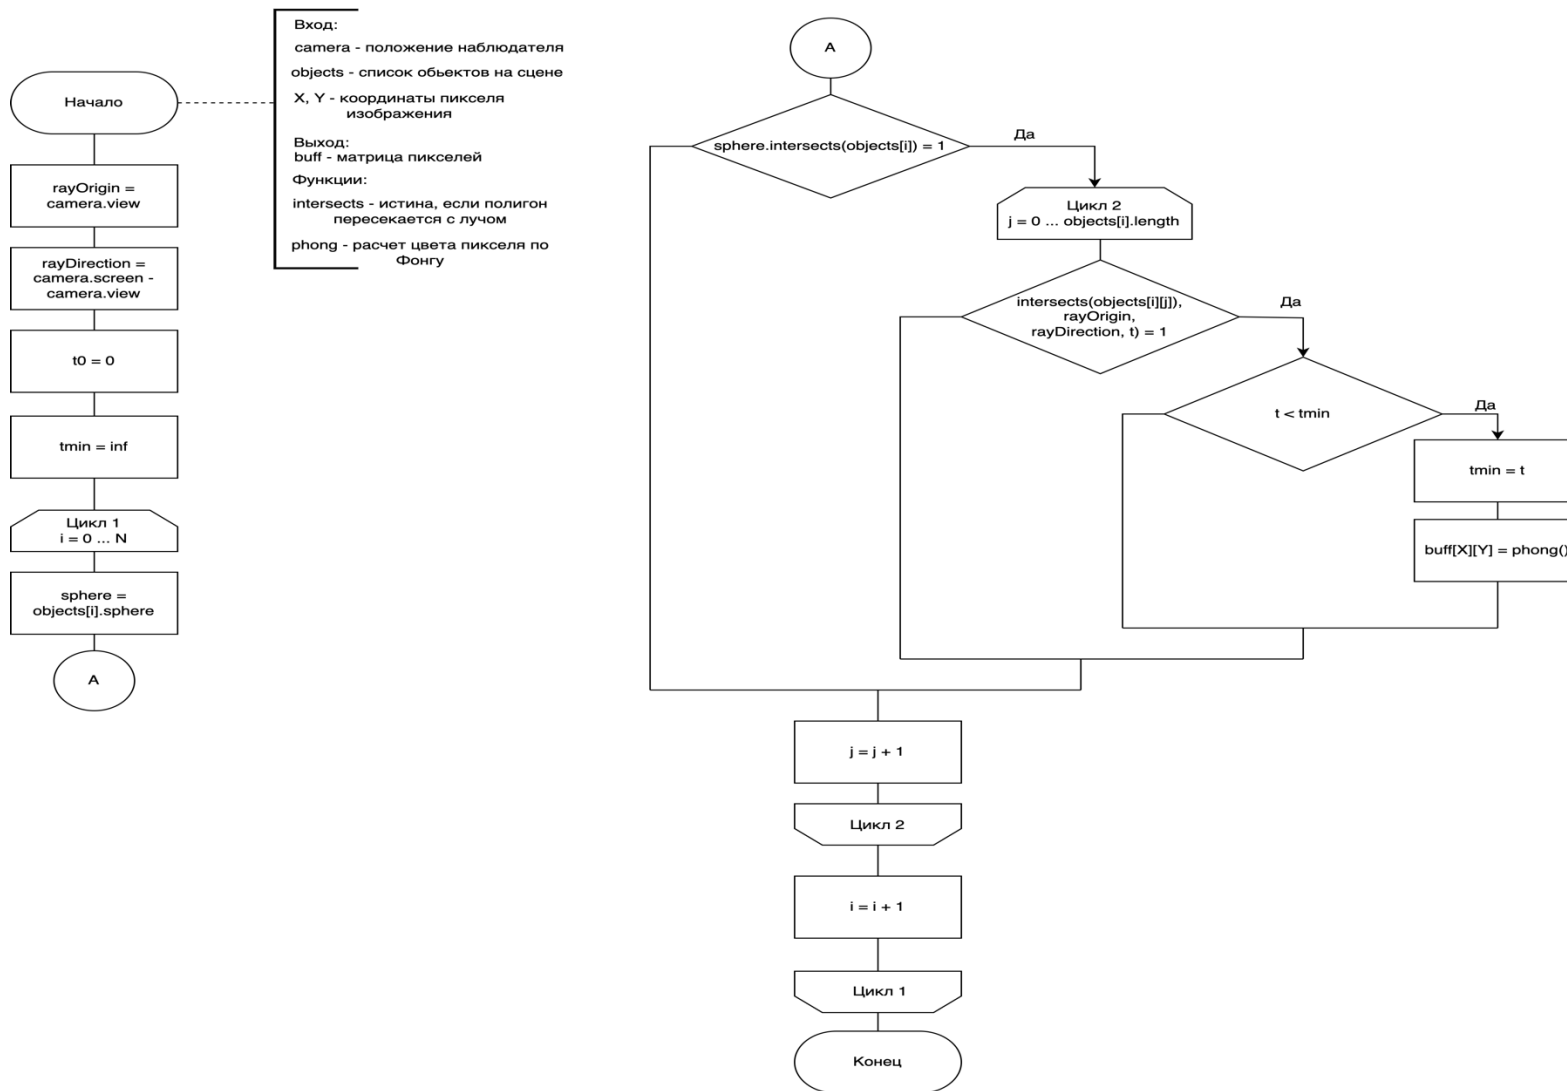 Начало
Вход:
camera - положение наблюдателя
objects - список обьектов на сцене
X, Y - координаты пикселя
изображения
Выход:
buff - матрица пикселей
Функции:
intersects - истина, если полигон
пересекается с лучом
phong - расчет цвета пикселя по
Фонгу
rayOrigin =
camera.view
rayDirection =
camera.screen -
camera.view
t0 = 0
tmin = inf
Цикл 1
i = 0 ... N
sphere =
objects[i].sphere
A
A
sphere.intersects(objects[i]) = 1
Да
Цикл 2
j = 0 ... objects[i].length
intersects(objects[i][j]),
rayOrigin,
rayDirection, t) = 1
Да
t < tmin
Да
tmin = t
buff[X][Y] = phong()
j = j + 1
Цикл 2
i = i + 1
Цикл 1
Конец